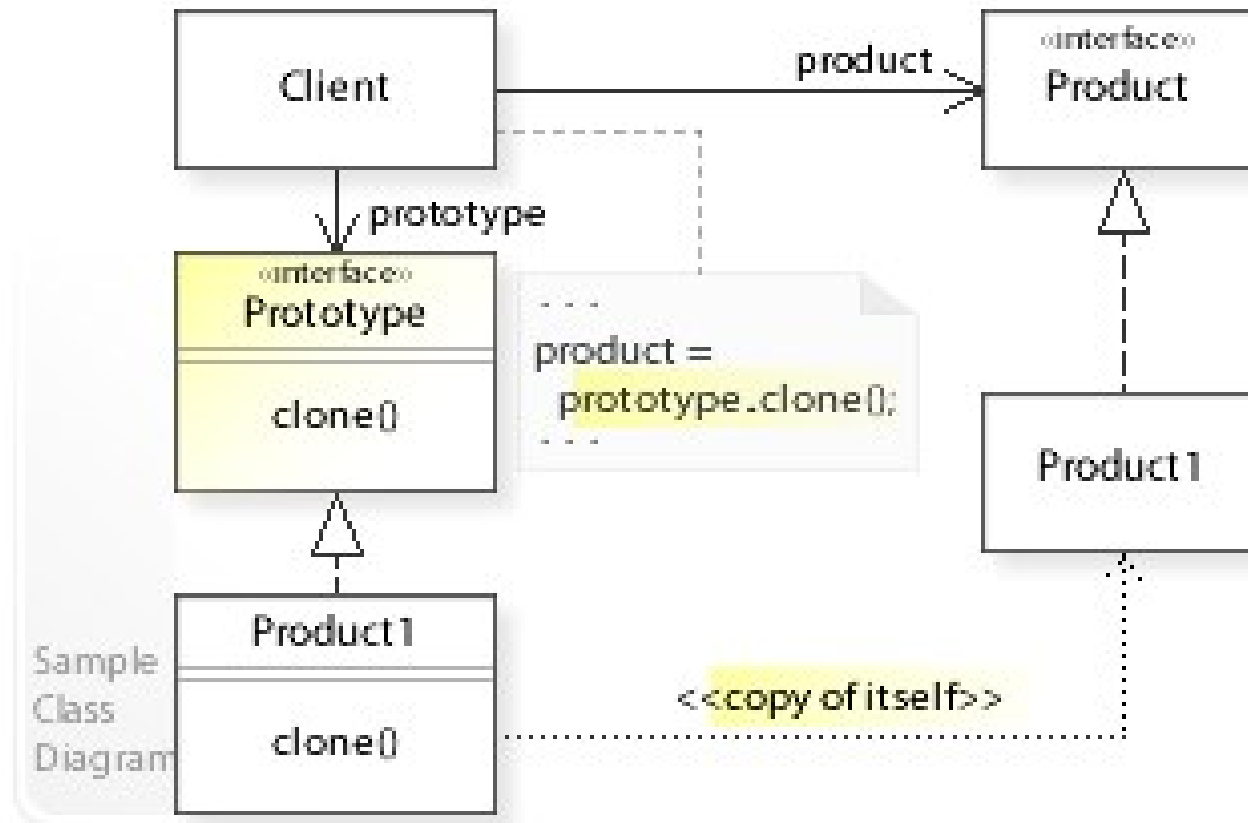 Client
product
«interface»
Product
prototype
«interface»
Prototype
clone()
- - -
product =
prototype.clone();
- - -
Product1
Product1
clone()
<<copy of itself>>
Sample
Class
Diagram